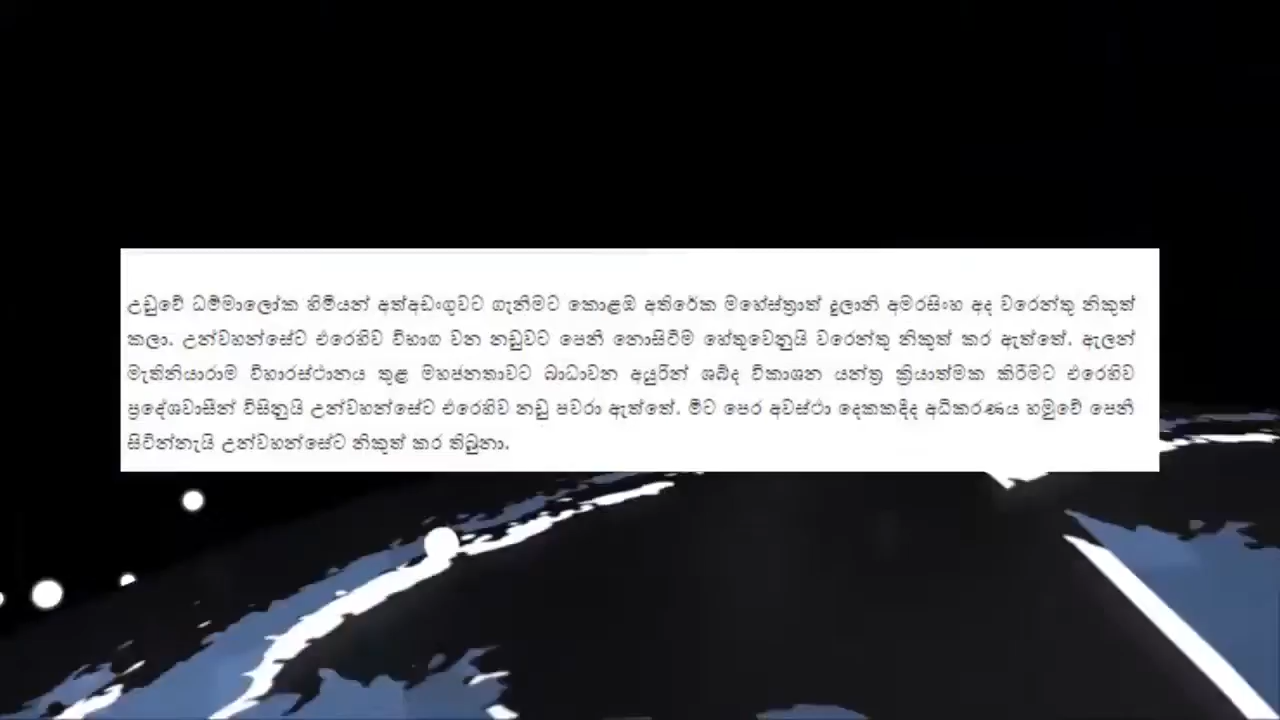 උඩුවේ ධම්මාලෝක හිමියන් අත්අඩංගුවට ගැනීමට කොළඹ අතිරේක මහේස්ත්‍රාත් දුලානි අමරසිංහ අද වරෙන්තු නිකුත්
කලා. උන්වහන්සේට එරෙහිව විභාග වන නඩුවට පෙනී නොසිටීම හේතුවෙනුයි වරෙන්තු නිකුත් කර ඇත්තේ. ඇලන්
මැතිනියාරාම විහාරස්ථානය තුළ මහජනතාවට බාධාවන අයුරින් ශබ්ද විකාශන යන්ත්‍ර ක්‍රියාත්මක කිරීමට එරෙහිව
ප්‍රදේශවාසීන් විසිනුයි උන්වහන්සේට එරෙහිව නඩු පවරා ඇත්තේ. මීට පෙර අවස්ථා දෙකකදීද අධිකරණය හමුවේ පෙනී
සිටින්නැයි උන්වහන්සේට නිකුත් කර තිබුනා.